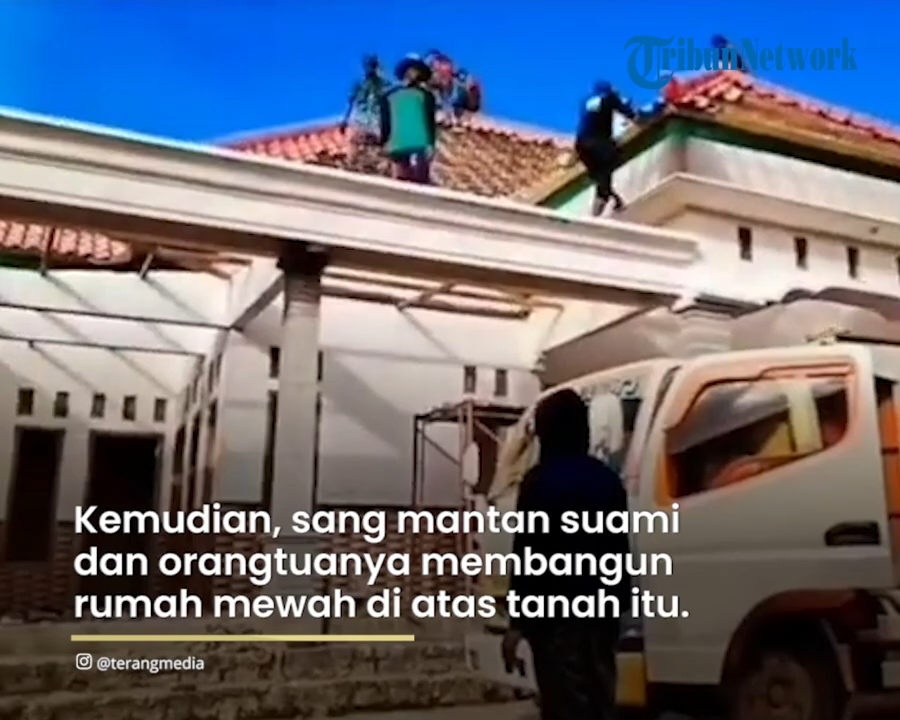 TribunNetwork
Kemudian, sang mantan suami
dan orangtuanya membangun
rumah mewah di atas tanah itu.
@terangmedia